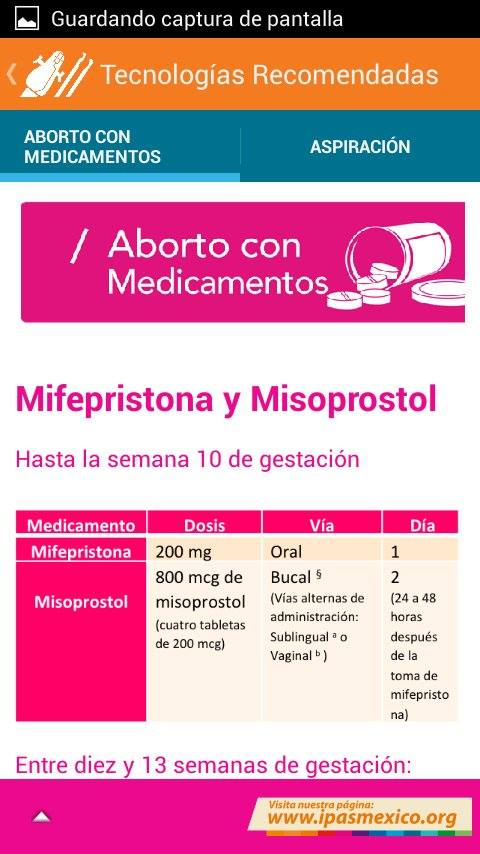 Guardando captura de pantalla
Tecnologías Recomendadas
ABORTO CON
MEDICAMENTOS
ASPIRACIÓN
/ Aborto con
Medicamentos
Mifepristona y Misoprostol
Hasta la semana 10 de gestación
Medicamento Dosis Vía Día
Mifepristona 200 mg Oral 1
Misoprostol
800 mcg de
misoprostol
(cuatro tabletas
de 200 mcg)
Bucal §
(Vías alternas de
administración:
Sublingual ª o
Vaginal ᵇ )
2
(24 a 48
horas
después
de la
toma de
mifepristo
na)
Entre diez y 13 semanas de gestación:
Visita nuestra página:
www.ipasmexico.org